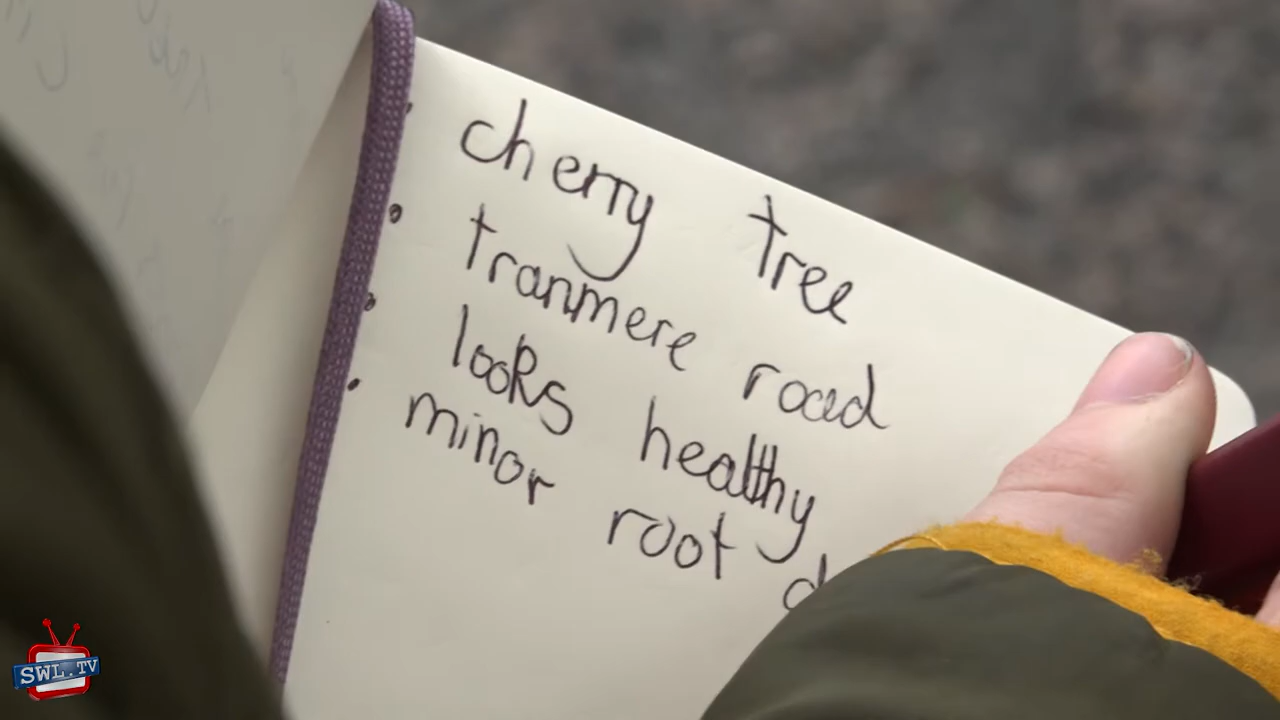 • cherry tree
• tranmere road
• looks healthy
• minor root d
SWL.TV